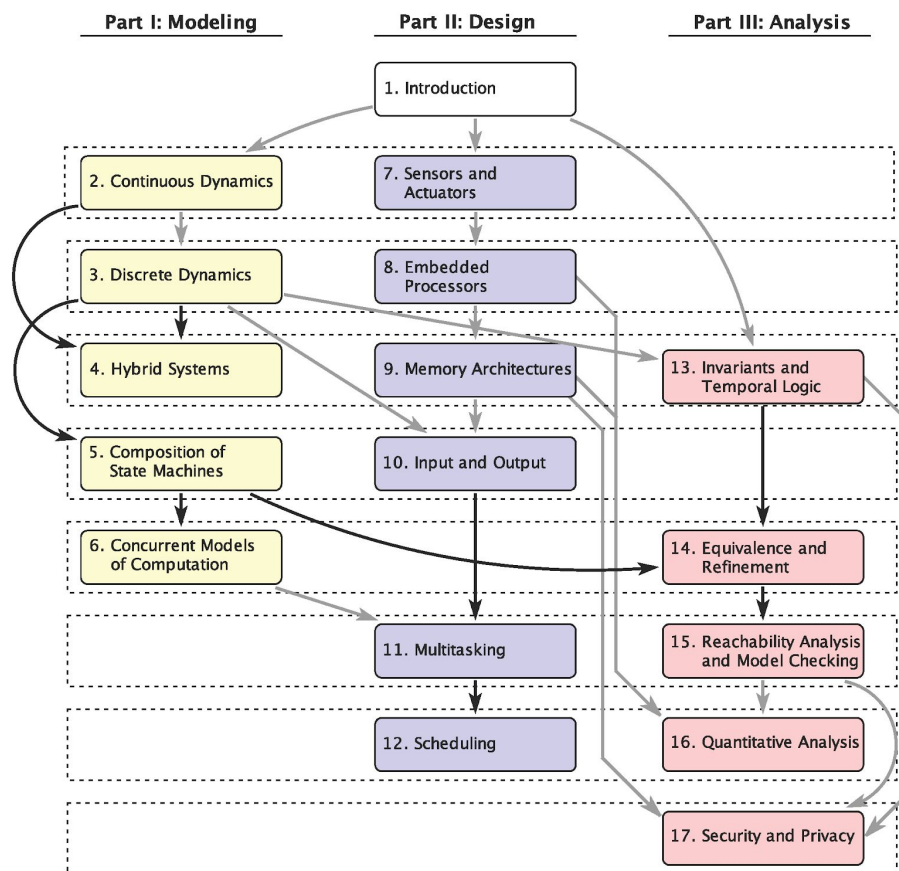 Part I: Modeling
Part II: Design
Part III: Analysis
1. Introduction
2. Continuous Dynamics
7. Sensors and
Actuators
3. Discrete Dynamics
8. Embedded
Processors
4. Hybrid Systems
9. Memory Architectures
13. Invariants and
Temporal Logic
5. Composition of
State Machines
10. Input and Output
6. Concurrent Models
of Computation
14. Equivalence and
Refinement
11. Multitasking
15. Reachability Analysis
and Model Checking
12. Scheduling
16. Quantitative Analysis
17. Security and Privacy